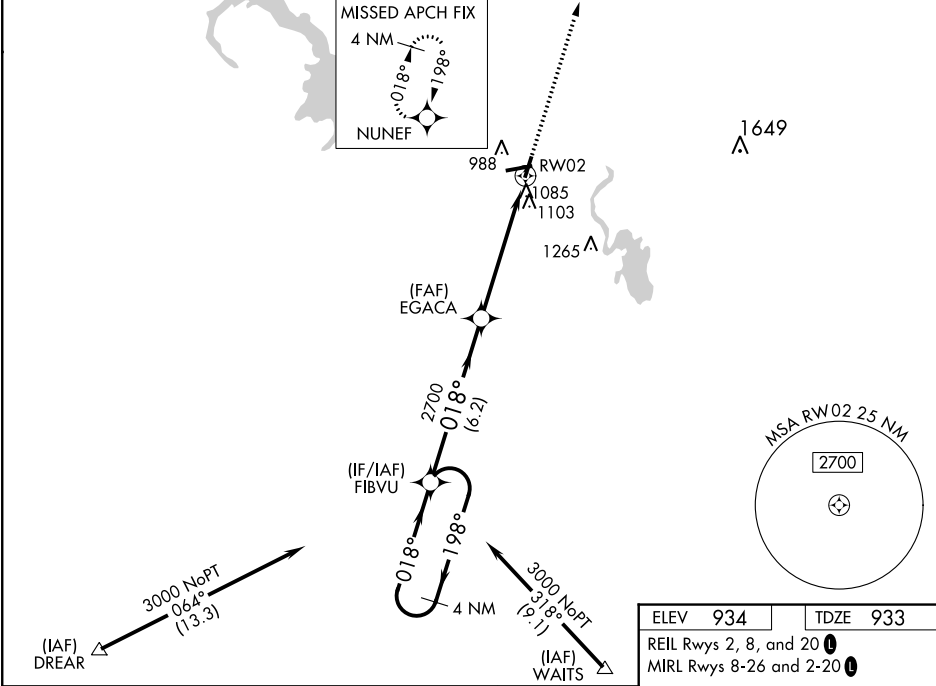 MISSED APCH FIX
4 NM
018°
198°
NUNEF
1649
988
RW02
1085
1103
1265
(FAF)
EGACA
2700
018°
(6.2)
(IF/IAF)
FIBVU
018°
198°
4 NM
3000 NoPT
064°
(13.3)
(IAF)
DREAR
3000 NoPT
318°
(9.1)
(IAF)
WAITS
MSA RW02 25 NM
2700
ELEV 934
TDZE 933
REIL Rwys 2, 8, and 20 L
MIRL Rwys 8-26 and 2-20 L